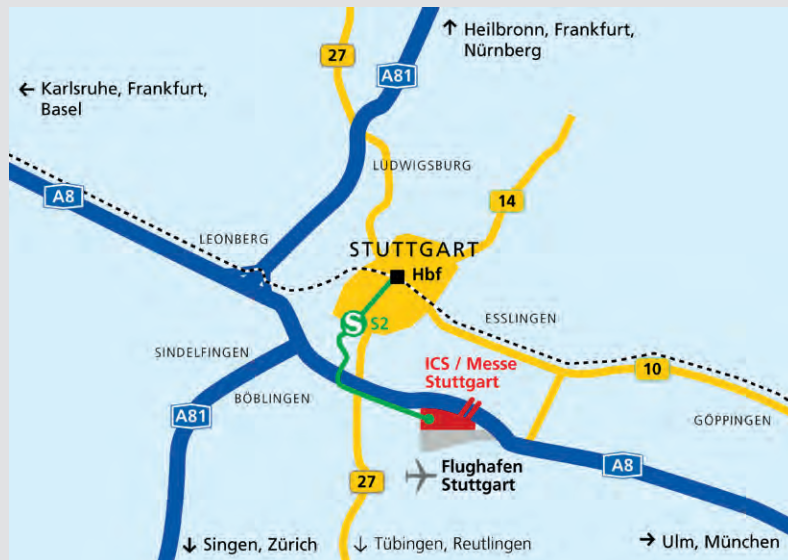 ↑ Heilbronn, Frankfurt,
Nürnberg
27
A81
← Karlsruhe, Frankfurt,
Basel
LUDWIGSBURG
A8
14
LEONBERG
STUTTGART
Hbf
S S2
ESSLINGEN
SINDELFINGEN
ICS / Messe
Stuttgart
10
BÖBLINGEN
A81
GÖPPINGEN
A8
Flughafen
Stuttgart
27
↓ Singen, Zürich
↓ Tübingen, Reutlingen
→ Ulm, München